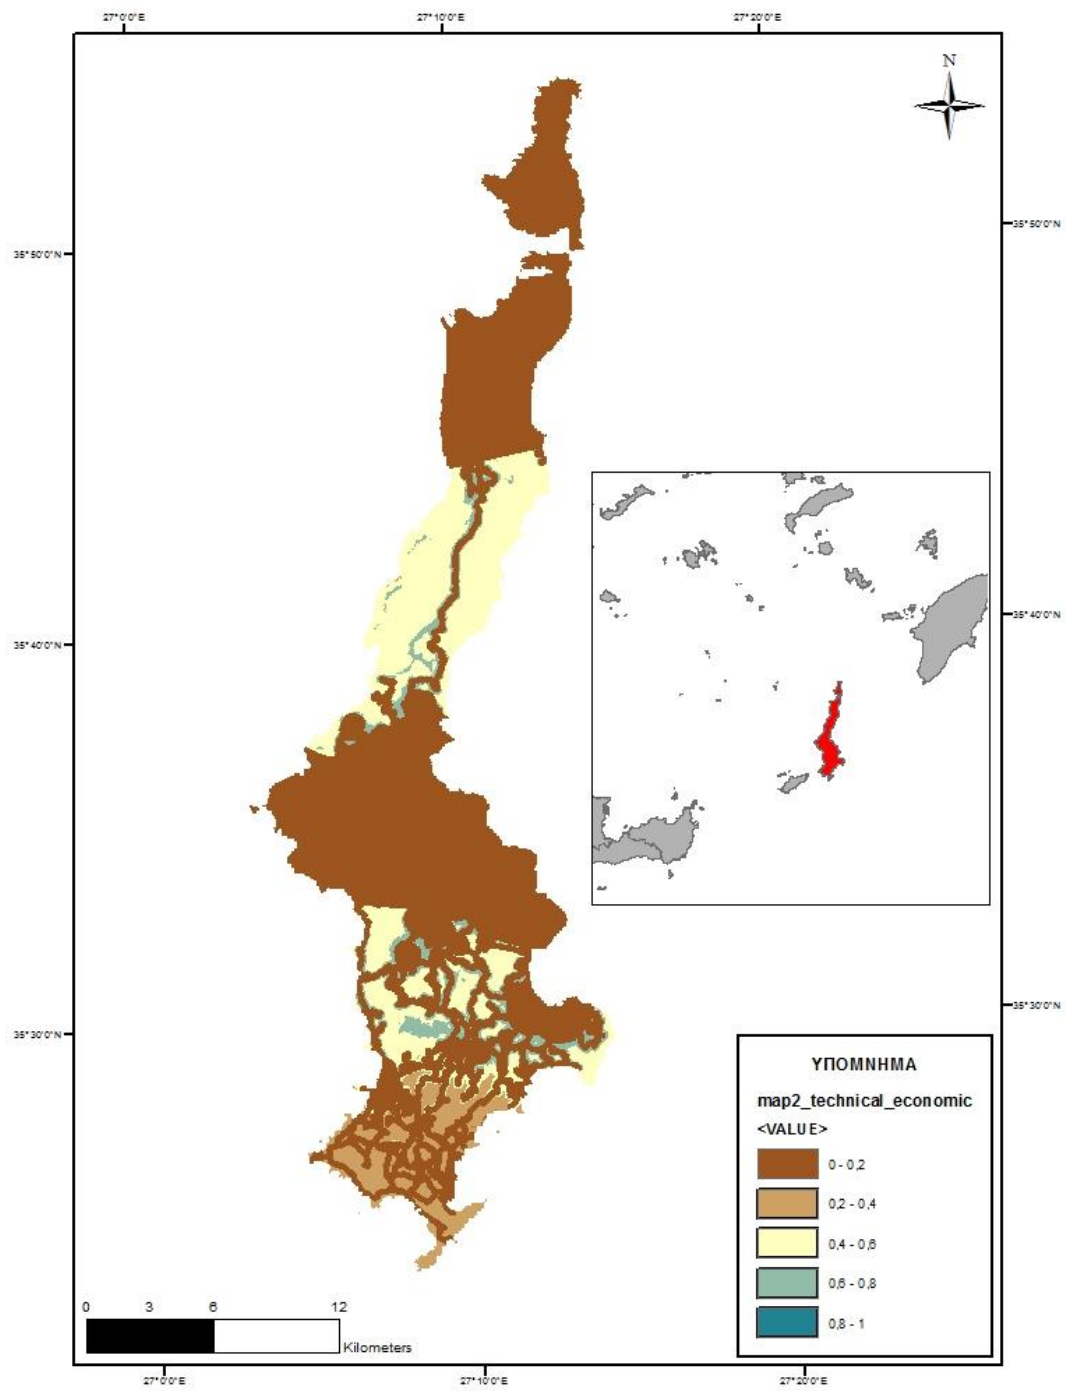 27°0'0"E 27°10'0"E 27°20'0"E
N
35°50'0"N
35°50'0"N
35°40'0"N
35°40'0"N
35°30'0"N
35°30'0"N
ΥΠΟΜΝΗΜΑ
map2_technical_economic
<VALUE>
0 - 0,2
0,2 - 0,4
0,4 - 0,6
0,6 - 0,8
0,8 - 1
0 3 6 12
Kilometers
27°0'0"E 27°10'0"E 27°20'0"E